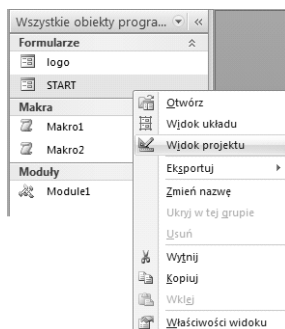 Wszystkie obiekty progra...
Formularze
logo
START
Makra
Makro1
Makro2
Moduły
Module1
Otwórz
Widok układu
Widok projektu
Eksportuj
Zmień nazwę
Ukryj w tej grupie
Usuń
Wytnij
Kopiuj
Wklej
Właściwości widoku